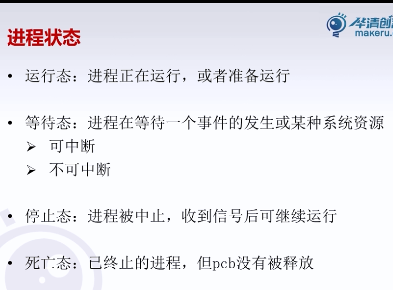 进程状态
华清创
makeru.
• 运行态：进程正在运行，或者准备运行
• 等待态：进程在等待一个事件的发生或某种系统资源
➢ 可中断
➢ 不可中断
• 停止态：进程被中止，收到信号后可继续运行
• 死亡态：已终止的进程，但pcb没有被释放